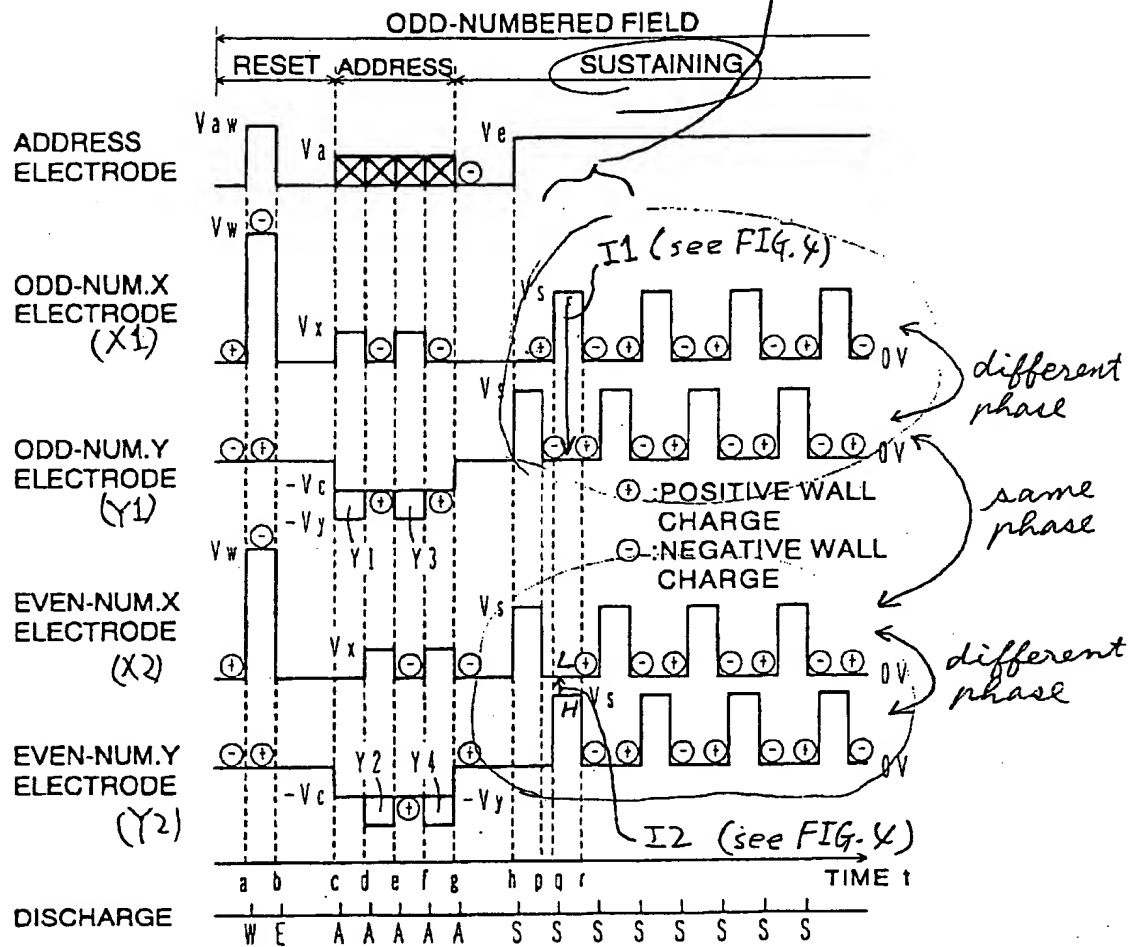 ODD-NUMBERED FIELD
RESET ADDRESS SUSTAINING
Vaw
Va
Ve
ADDRESS
ELECTRODE
⊖
Vw ⊖
I1 (see FIG.4)
ODD-NUM.X
ELECTRODE
(X1)
Vx
Vs
⊕ ⊖ ⊖ ⊕ ⊖ ⊕ ⊖ ⊕ ⊖ ⊕ ⊖ 0V
different
phase
Vs
ODD-NUM.Y
ELECTRODE
(Y1)
⊖ ⊕ ⊖ ⊕ ⊖ ⊕ ⊖ ⊕ ⊖ ⊕ 0V
-Vc
-Vy
⊕ ⊕
Y1 Y3
⊕ :POSITIVE WALL
CHARGE
⊖ :NEGATIVE WALL
CHARGE
same
phase
Vw ⊖
EVEN-NUM.X
ELECTRODE
(X2)
Vx
Vs
⊕ ⊖ ⊖ L ⊕ ⊖ ⊕ ⊖ ⊕ ⊖ ⊕ 0V
different
phase
H
Vs
EVEN-NUM.Y
ELECTRODE
(Y2)
⊖ ⊕ ⊕ ⊖ ⊕ ⊖ ⊕ ⊖ ⊕ ⊖ 0V
Y2 Y4
-Vc ⊕ -Vy
I2 (see FIG.4)
a b c d e f g h p q r TIME t
DISCHARGE
W E A A A A A S S S S S S S S